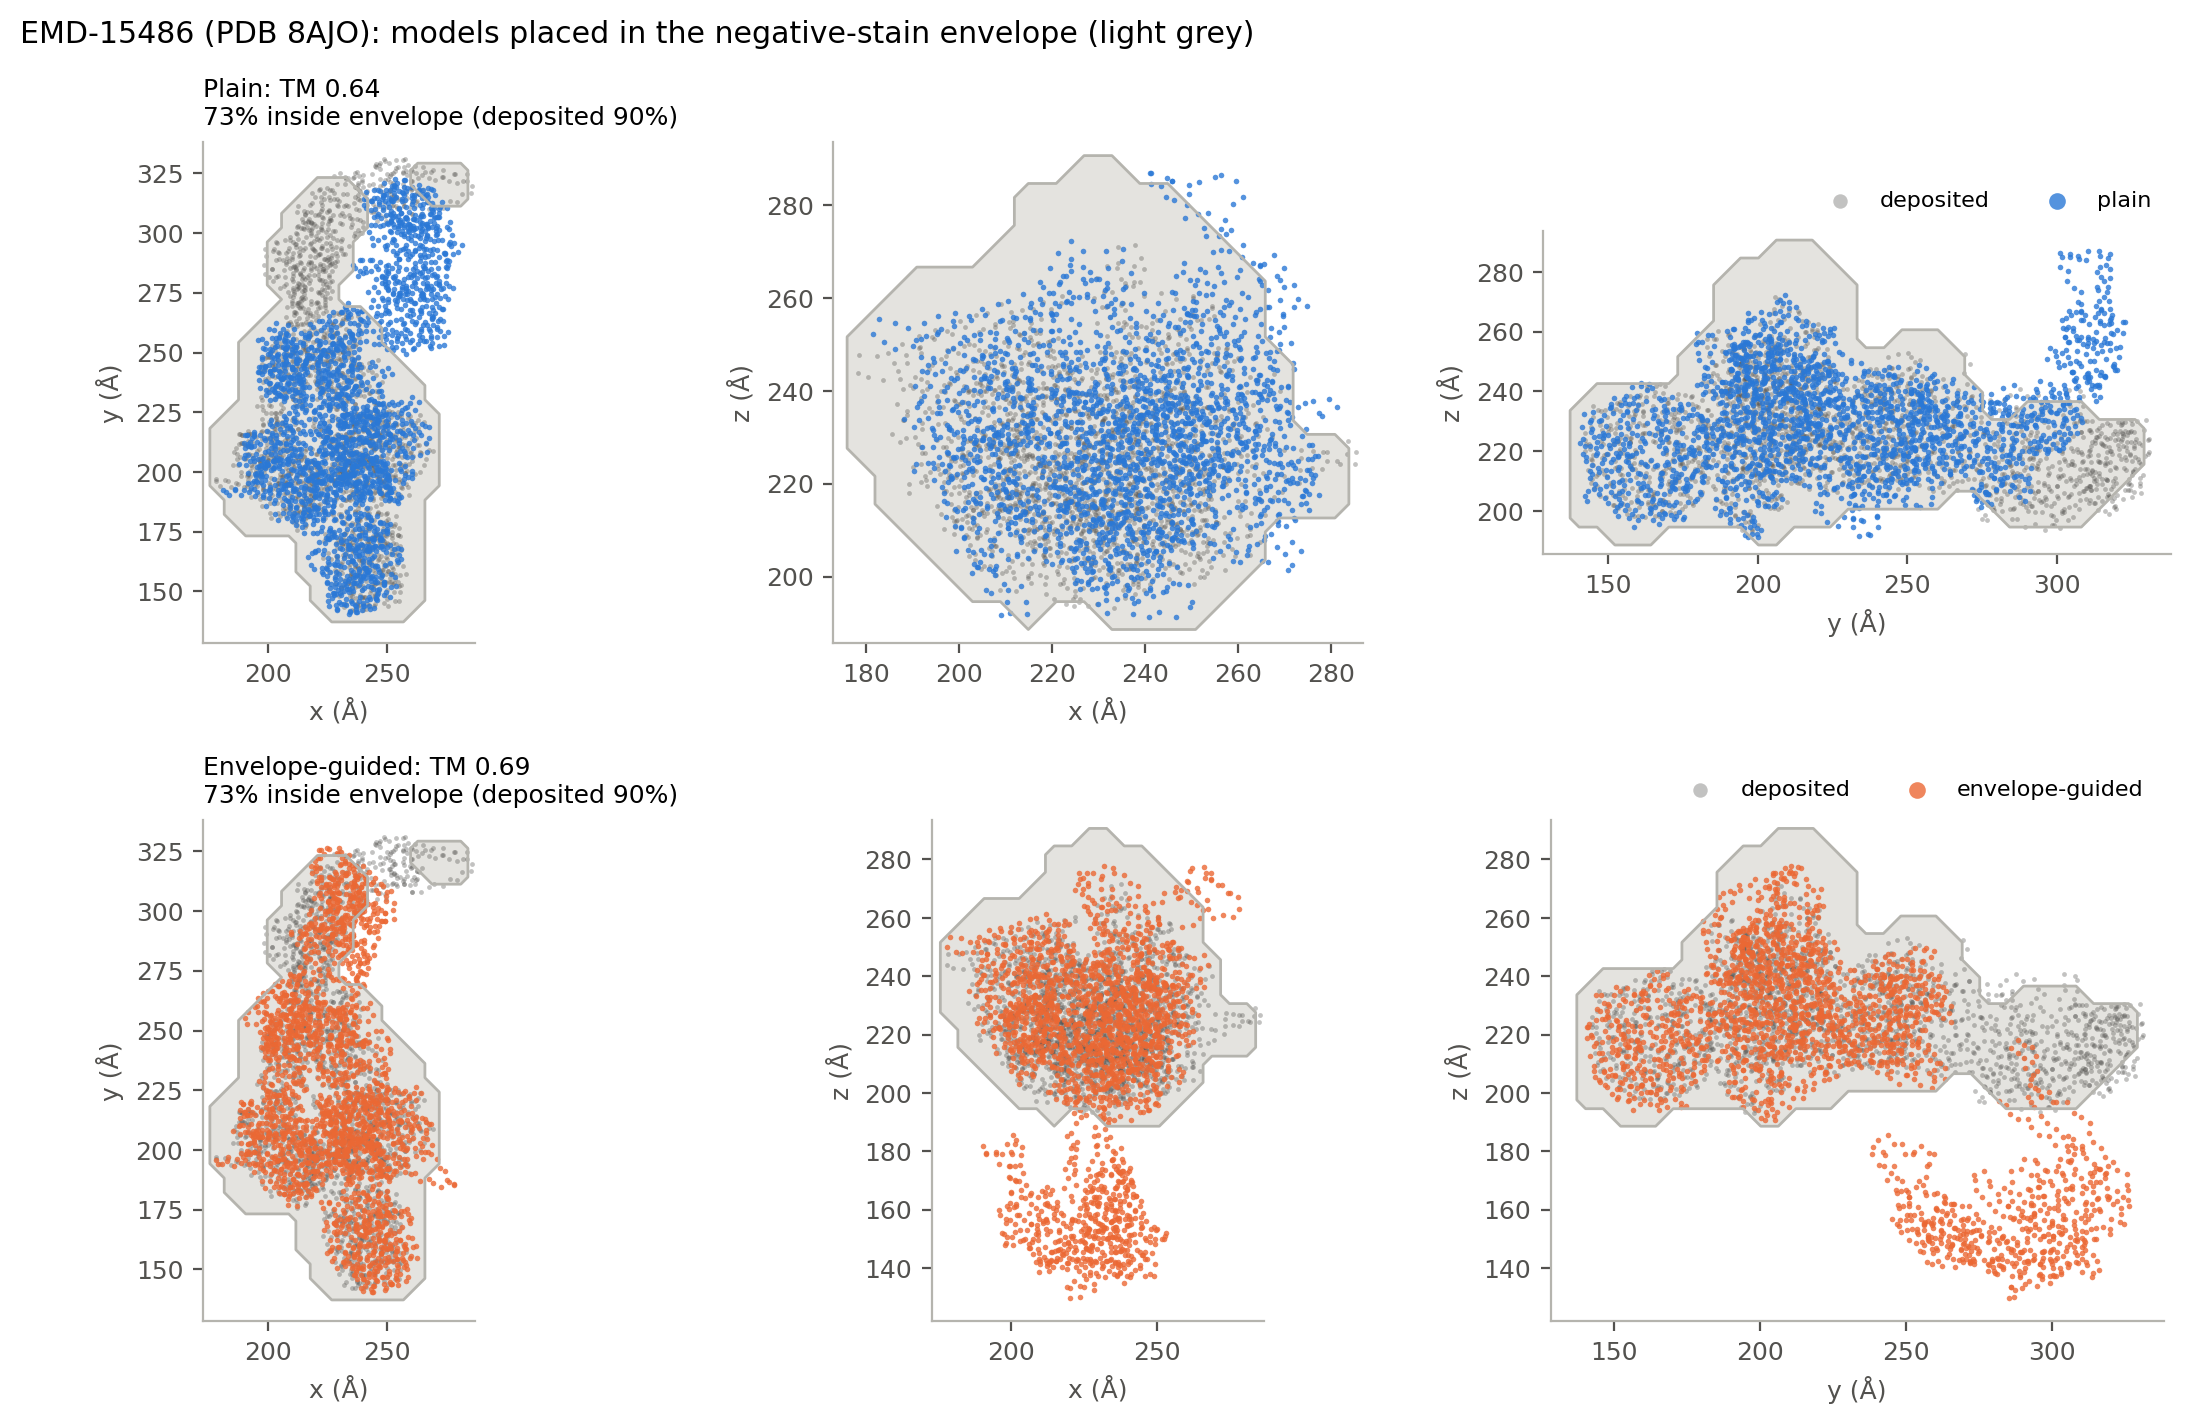 EMD-15486 (PDB 8AJO): models placed in the negative-stain envelope (light grey)
Plain: TM 0.64
73% inside envelope (deposited 90%)
325
300
275
250
225
200
175
150
y (Å)
200 250
x (Å)
280
260
240
220
200
z (Å)
180 200 220 240 260 280
x (Å)
deposited plain
280
260
240
220
200
z (Å)
150 200 250 300
y (Å)
Envelope-guided: TM 0.69
73% inside envelope (deposited 90%)
325
300
275
250
225
200
175
150
y (Å)
200 250
x (Å)
280
260
240
220
200
180
160
140
z (Å)
200 250
x (Å)
deposited envelope-guided
280
260
240
220
200
180
160
140
z (Å)
150 200 250 300
y (Å)